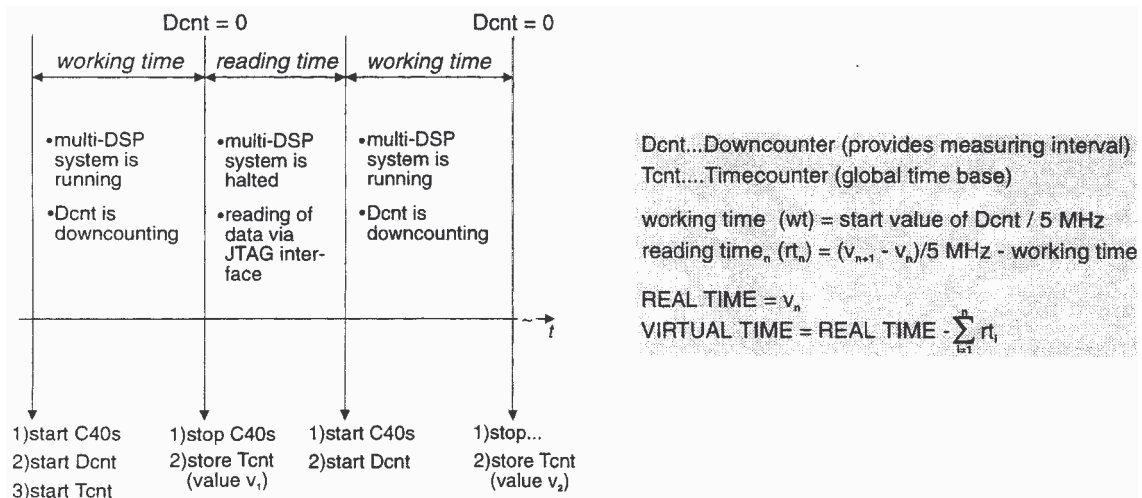 Dcnt = 0
Dcnt = 0
working time
reading time
working time
•multi-DSP
system is
running
•Dcnt is
downcounting
•multi-DSP
system is
halted
•reading of
data via
JTAG inter-
face
•multi-DSP
system is
running
•Dcnt is
downcounting
~
t
1)start C40s
2)start Dcnt
3)start Tcnt
1)stop C40s
2)store Tcnt
(value v₁)
1)start C40s
2)start Dcnt
1)stop...
2)store Tcnt
(value v₂)
Dcnt...Downcounter (provides measuring interval)
Tcnt....Timecounter (global time base)
working time (wt) = start value of Dcnt / 5 MHz
reading timeₙ (rtₙ) = (vₙ₊₁ - vₙ)/5 MHz - working time
REAL TIME = vₙ
n
VIRTUAL TIME = REAL TIME - ∑ rtᵢ
i=1